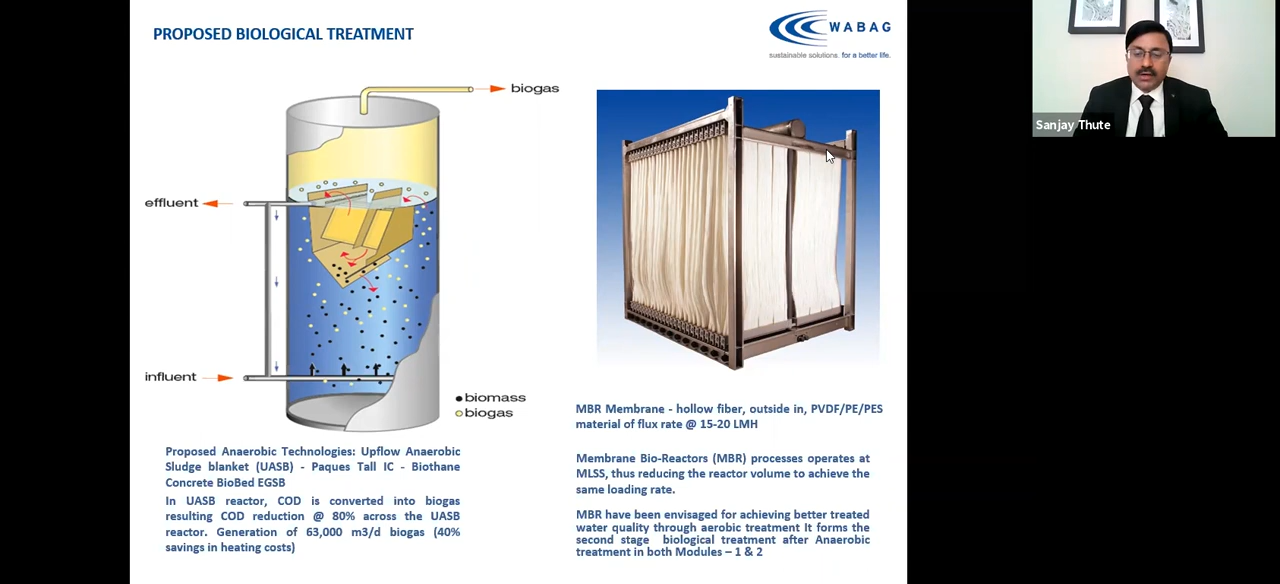 PROPOSED BIOLOGICAL TREATMENT
WABAG
sustainable solutions. for a better life.
Sanjay Thute
biogas
effluent
influent
biomass
biogas
Proposed Anaerobic Technologies: Upflow Anaerobic
Sludge blanket (UASB) - Paques Tall IC - Biothane
Concrete BioBed EGSB
In UASB reactor, COD is converted into biogas
resulting COD reduction @ 80% across the UASB
reactor. Generation of 63,000 m3/d biogas (40%
savings in heating costs)
MBR Membrane - hollow fiber, outside in, PVDF/PE/PES
material of flux rate @ 15-20 LMH
Membrane Bio-Reactors (MBR) processes operates at
MLSS, thus reducing the reactor volume to achieve the
same loading rate.
MBR have been envisaged for achieving better treated
water quality through aerobic treatment It forms the
second stage biological treatment after Anaerobic
treatment in both Modules – 1 & 2